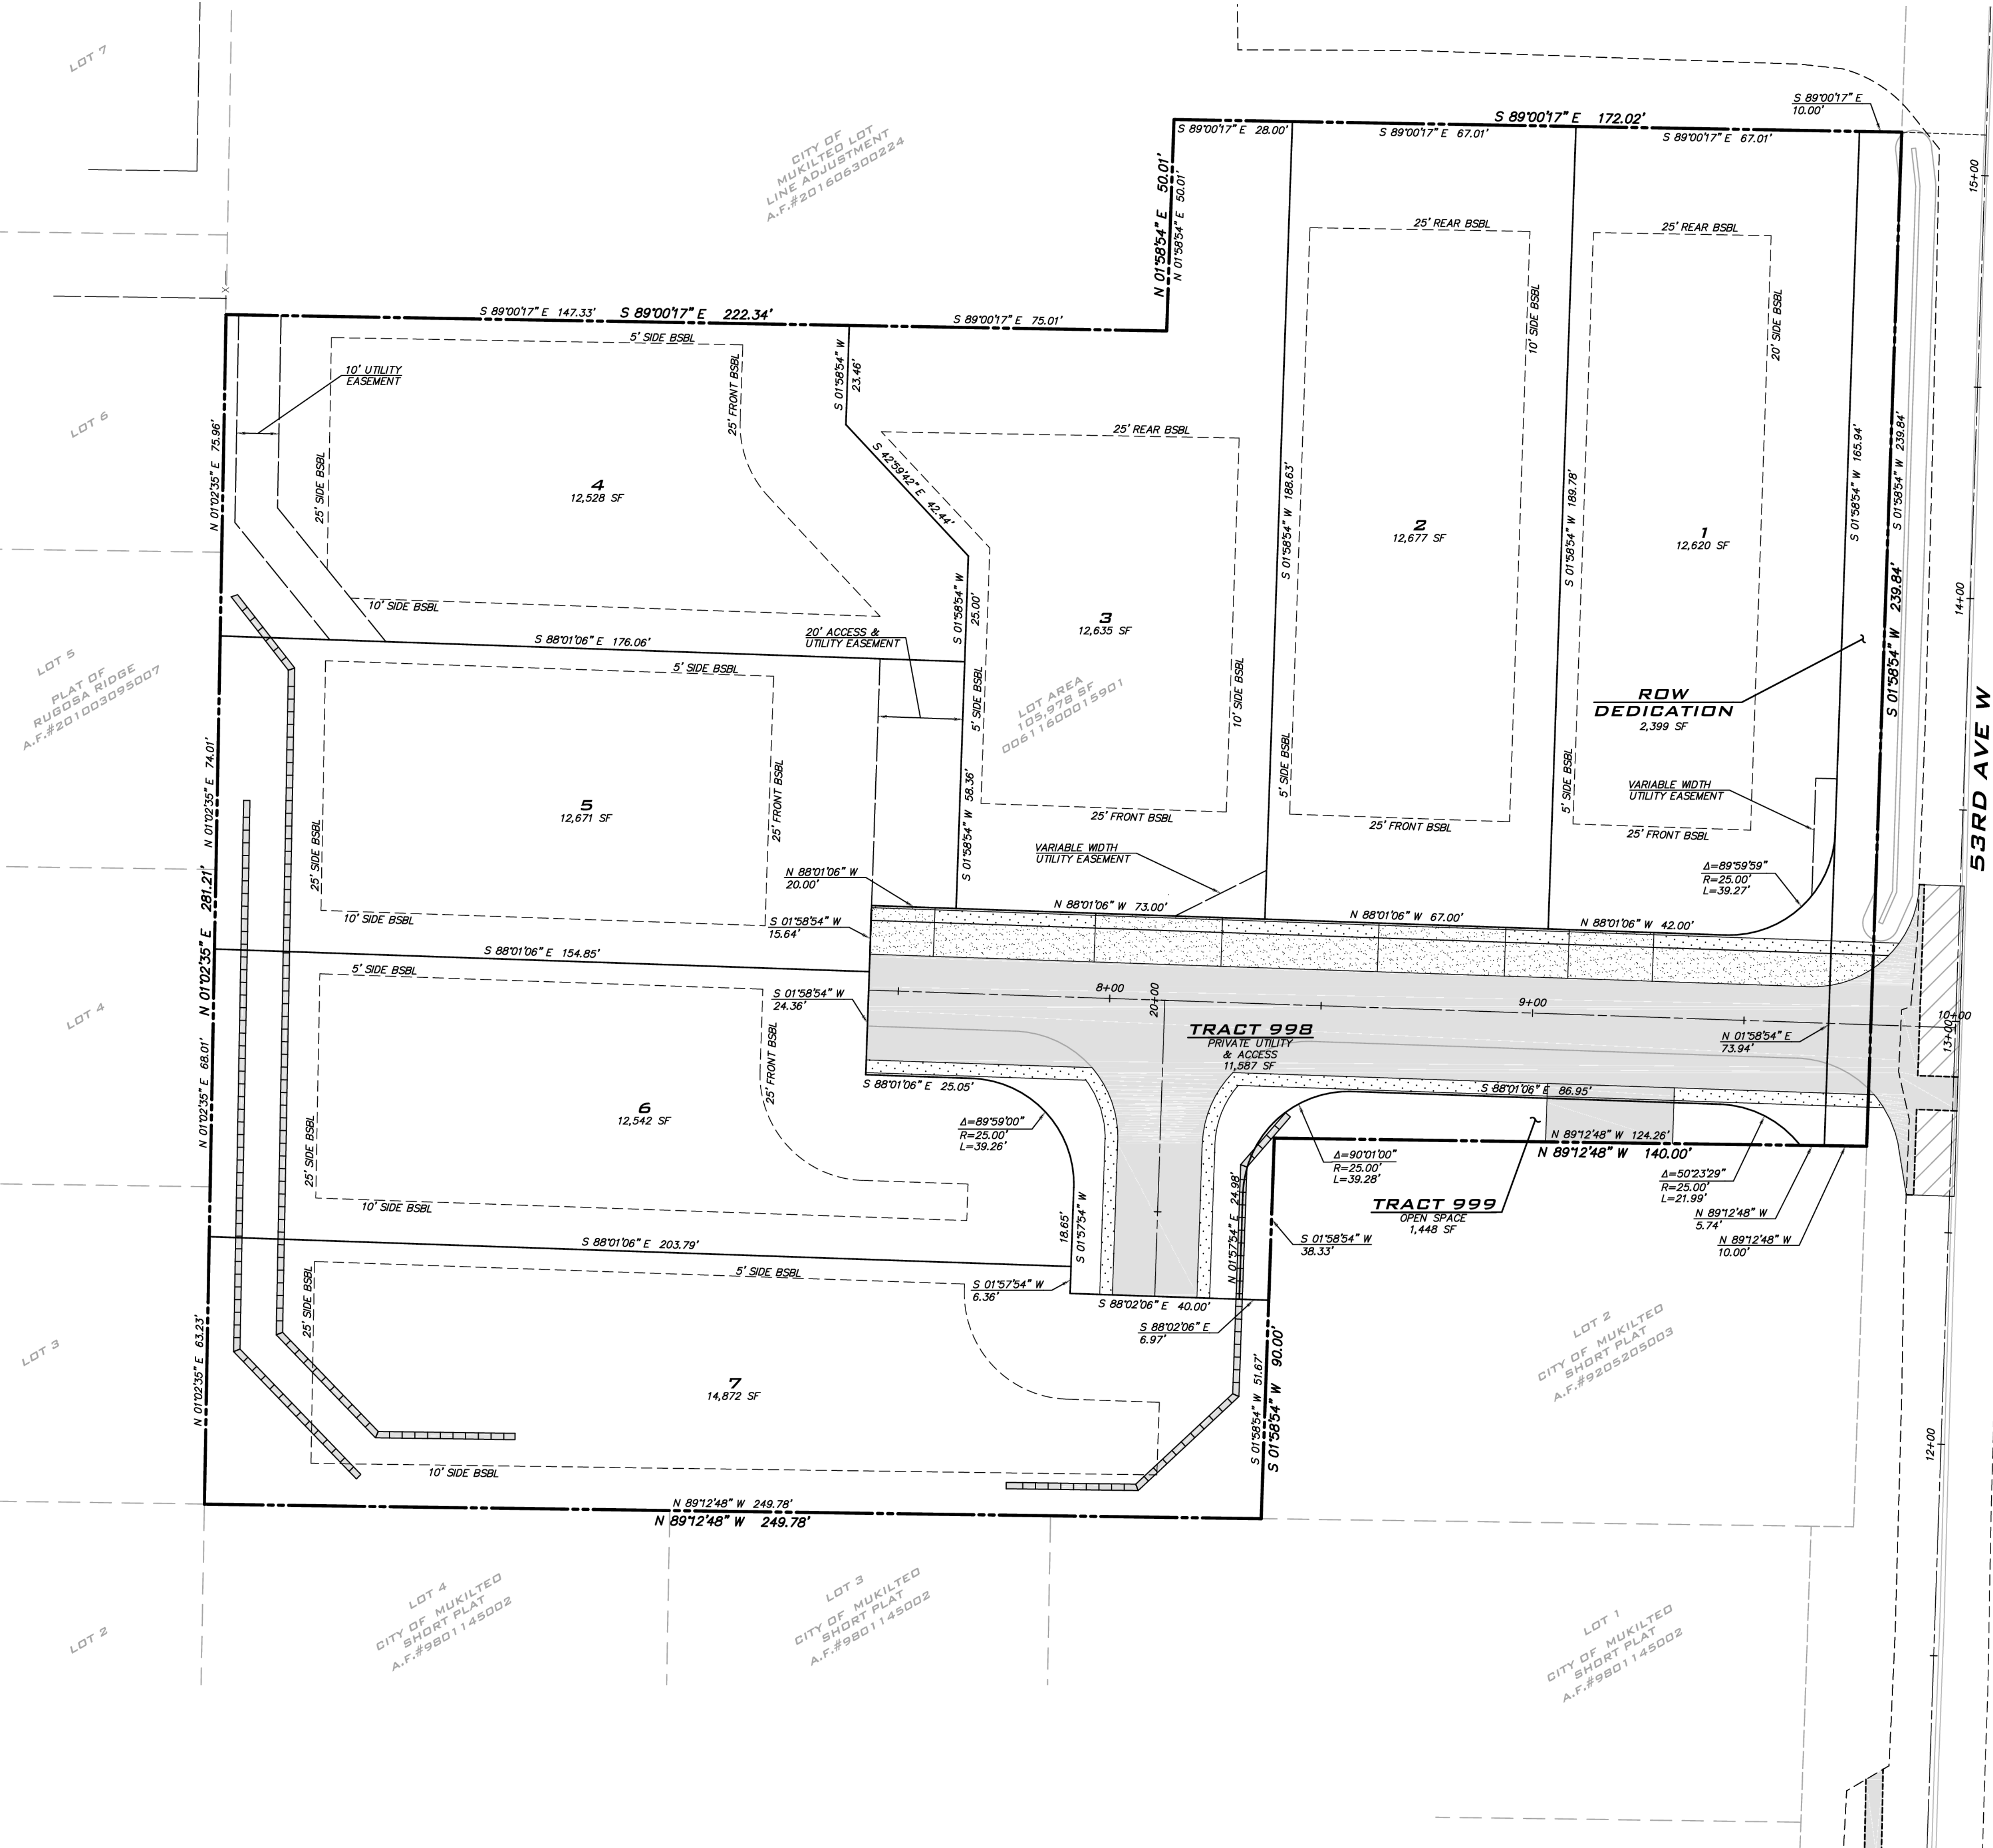 LOT 7
CITY OF
MUKILTEO LOT
LINE ADJUSTMENT
A.F.#201606300224
S 89°00'17" E
10.00'
S 89°00'17" E 172.02'
S 89°00'17" E 28.00'
S 89°00'17" E 67.01'
S 89°00'17" E 67.01'
N 01°58'54" E 50.01'
N 01°58'54" E 50.01'
15+00
25' REAR BSBL
25' REAR BSBL
10' SIDE BSBL
20' SIDE BSBL
X
S 89°00'17" E 147.33'
S 89°00'17" E 222.34'
S 89°00'17" E 75.01'
5' SIDE BSBL
10' UTILITY
EASEMENT
25' FRONT BSBL
S 01°58'54" W
23.46'
LOT 6
N 01°02'35" E 75.96'
25' SIDE BSBL
4
12,528 SF
S 42°59'42" E 42.44'
25' REAR BSBL
S 01°58'54" W 188.63'
2
12,677 SF
S 01°58'54" W 189.78'
1
12,620 SF
S 01°58'54" W 165.94'
S 01°58'54" W 239.84'
S 01°58'54" W 239.84'
14+00
10' SIDE BSBL
S 01°58'54" W
25.00'
3
12,635 SF
S 88°01'06" E 176.06'
20' ACCESS &
UTILITY EASEMENT
LOT 5
PLAT OF
RUGOSA RIDGE
A.F.#201003095007
5' SIDE BSBL
5' SIDE BSBL
LOT AREA
105,978 SF
00611600015901
10' SIDE BSBL
ROW
DEDICATION
2,399 SF
53RD AVE W
N 01°02'35" E 74.01'
25' SIDE BSBL
5
12,671 SF
25' FRONT BSBL
S 01°58'54" W 58.36'
25' FRONT BSBL
5' SIDE BSBL
25' FRONT BSBL
5' SIDE BSBL
25' FRONT BSBL
VARIABLE WIDTH
UTILITY EASEMENT
VARIABLE WIDTH
UTILITY EASEMENT
Δ=89°59'59"
R=25.00'
L=39.27'
N 88°01'06" W
20.00'
10' SIDE BSBL
S 01°58'54" W
15.64'
N 88°01'06" W 73.00'
N 88°01'06" W 67.00'
N 88°01'06" W 42.00'
N 01°02'35" E 281.21'
S 88°01'06" E 154.85'
5' SIDE BSBL
S 01°58'54" W
24.36'
8+00
20+00
9+00
10+00
13+00
LOT 4
N 01°02'35" E 68.01'
25' FRONT BSBL
TRACT 998
PRIVATE UTILITY
& ACCESS
11,587 SF
N 01°58'54" E
73.94'
S 88°01'06" E 25.05'
S 88°01'06" E 86.95'
6
12,542 SF
Δ=89°59'00"
R=25.00'
L=39.26'
N 89°12'48" W 124.26'
N 89°12'48" W 140.00'
Δ=90°01'00"
R=25.00'
L=39.28'
Δ=50°23'29"
R=25.00'
L=21.99'
25' SIDE BSBL
10' SIDE BSBL
TRACT 999
OPEN SPACE
1,448 SF
N 89°12'48" W
5.74'
N 89°12'48" W
10.00'
18.65'
S 01°57'54" W
N 01°57'54" E 24.98'
S 01°58'54" W
38.33'
S 88°01'06" E 203.79'
5' SIDE BSBL
S 01°57'54" W
6.36'
S 88°02'06" E 40.00'
S 88°02'06" E
6.97'
LOT 3
N 01°02'35" E 63.23'
25' SIDE BSBL
7
14,872 SF
S 01°58'54" W 51.67'
S 01°58'54" W 90.00'
LOT 2
CITY OF MUKILTEO
SHORT PLAT
A.F.#9205205003
12+00
10' SIDE BSBL
N 89°12'48" W 249.78'
N 89°12'48" W 249.78'
LOT 2
LOT 4
CITY OF MUKILTEO
SHORT PLAT
A.F.#9801145002
LOT 3
CITY OF MUKILTEO
SHORT PLAT
A.F.#9801145002
LOT 1
CITY OF MUKILTEO
SHORT PLAT
A.F.#9801145002